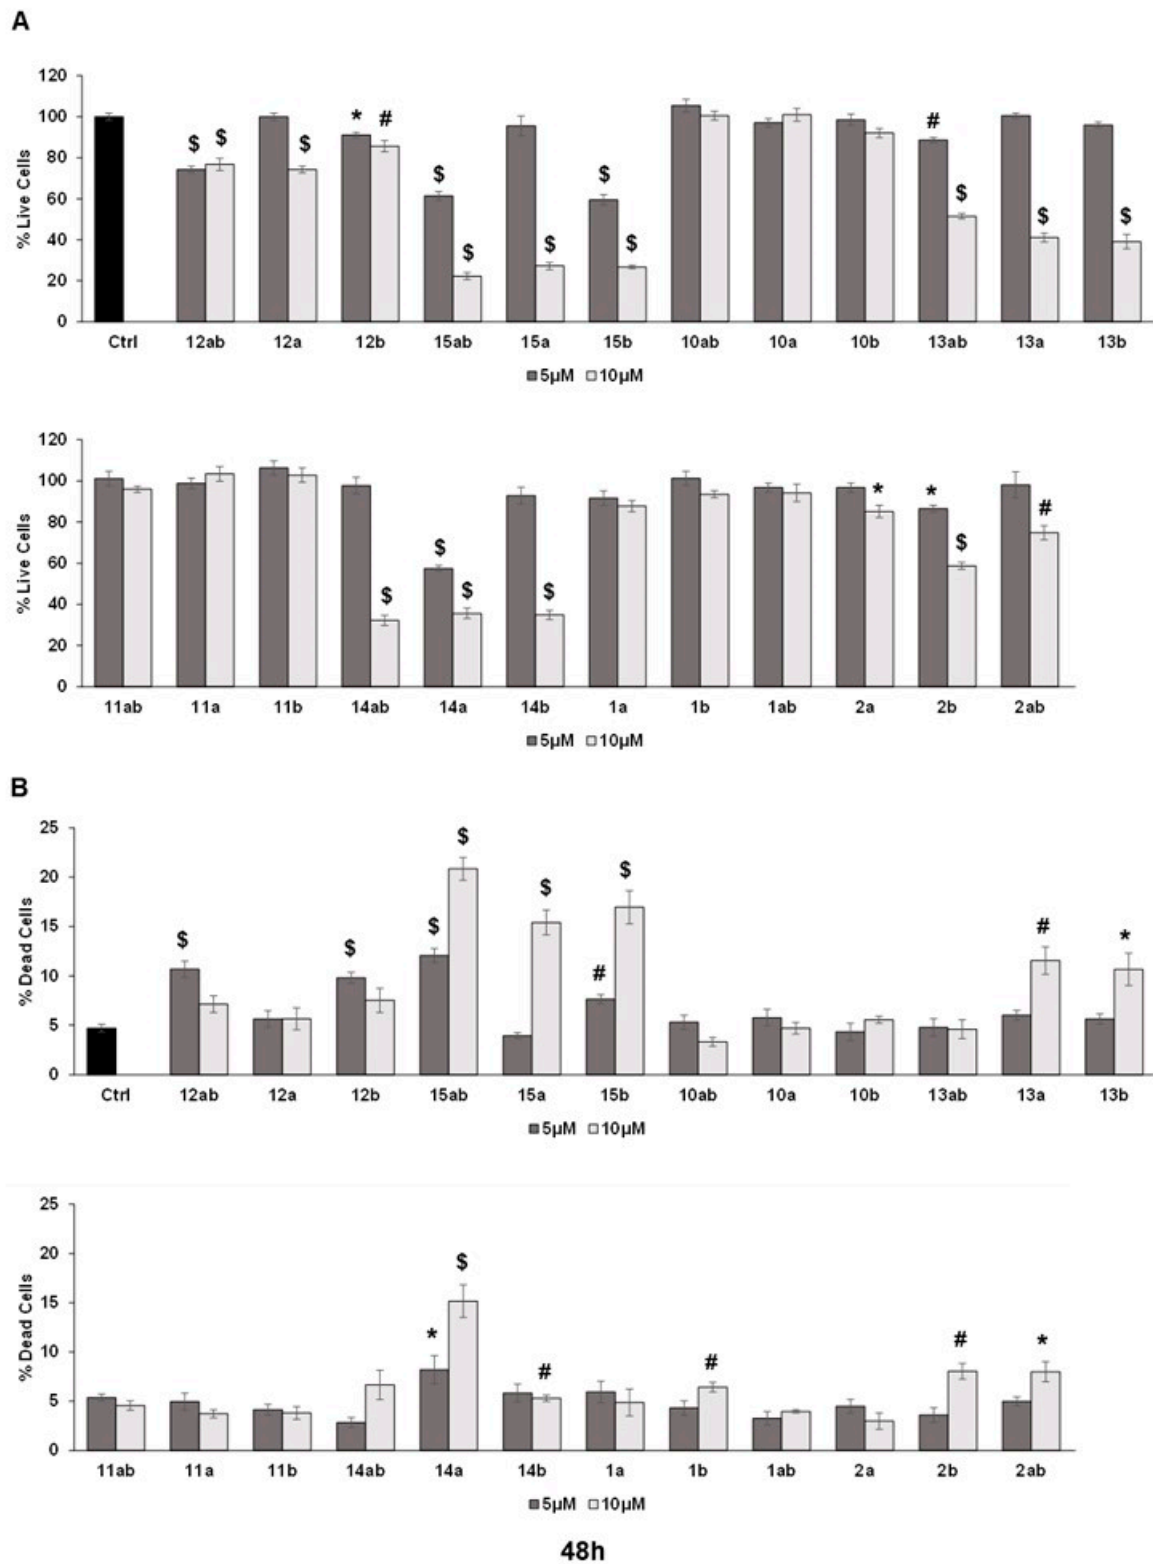 A
120
100
80
60
40
20
0
% Live Cells
$ $ $ * # $ $ $ $ $ # $ $ $
Ctrl 12ab 12a 12b 15ab 15a 15b 10ab 10a 10b 13ab 13a 13b
5µM 10µM
120
100
80
60
40
20
0
% Live Cells
$ $ $ $ * * $ #
11ab 11a 11b 14ab 14a 14b 1a 1b 1ab 2a 2b 2ab
5µM 10µM
B
25
20
15
10
5
0
% Dead Cells
$ $ $ $ $ # $ # *
Ctrl 12ab 12a 12b 15ab 15a 15b 10ab 10a 10b 13ab 13a 13b
5µM 10µM
25
20
15
10
5
0
% Dead Cells
* $ # # # *
11ab 11a 11b 14ab 14a 14b 1a 1b 1ab 2a 2b 2ab
5µM 10µM
48h